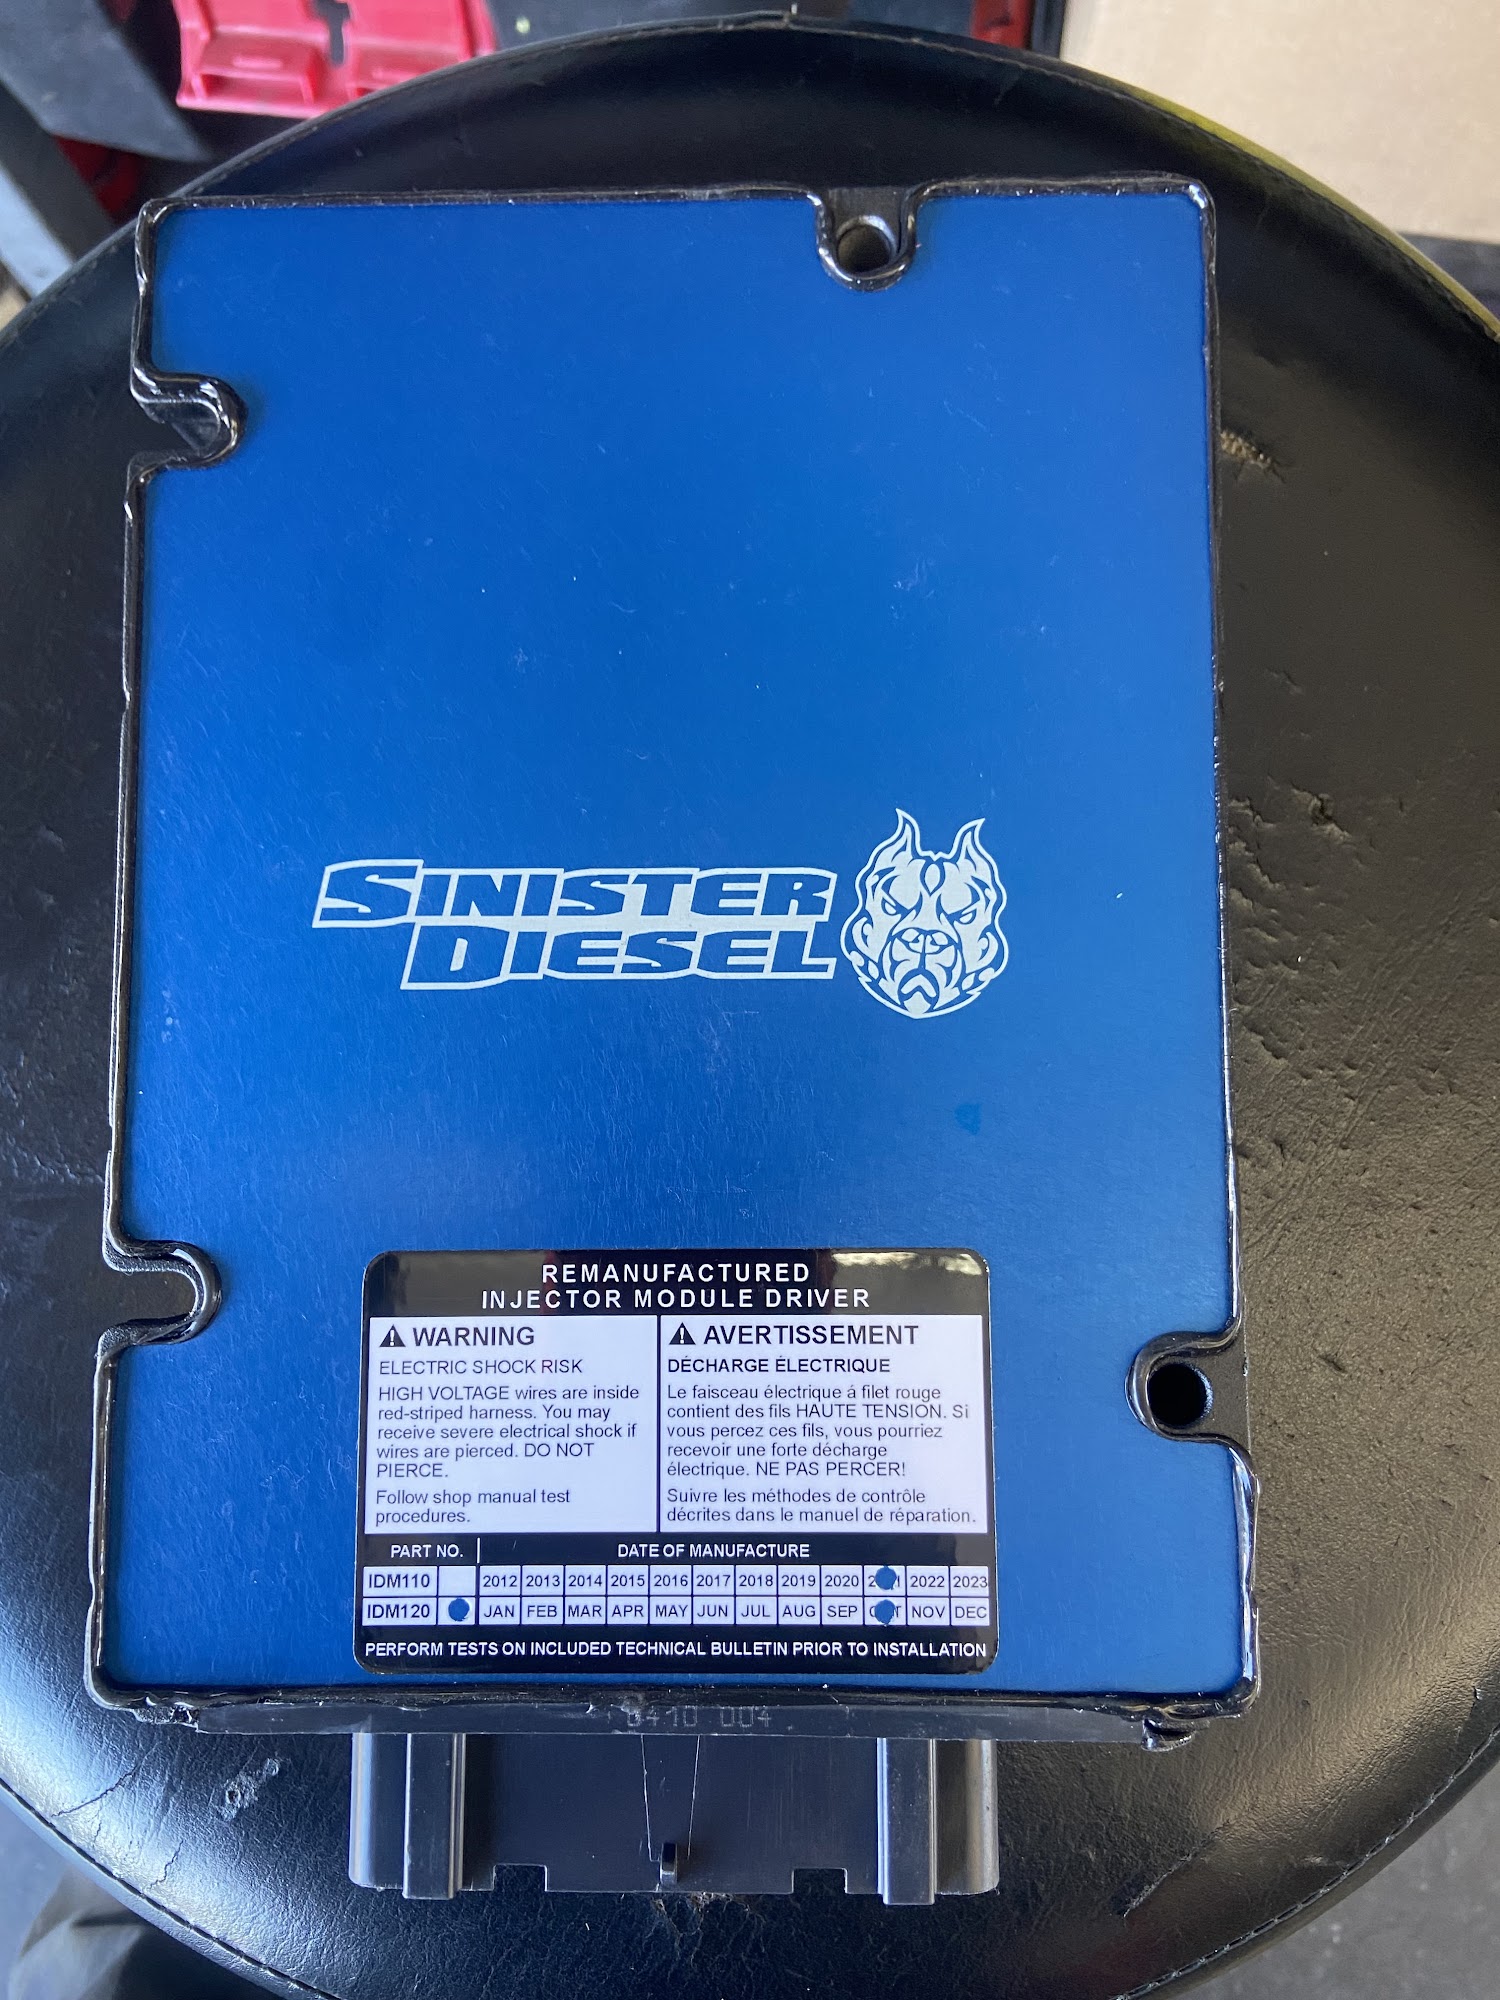 SINISTER
DIESEL
REMANUFACTURED
INJECTOR MODULE DRIVER
WARNING
ELECTRIC SHOCK RISK
HIGH VOLTAGE wires are inside
red-striped harness. You may
receive severe electrical shock if
wires are pierced. DO NOT
PIERCE.
Follow shop manual test
procedures.
AVERTISSEMENT
DÉCHARGE ÉLECTRIQUE
Le faisceau électrique á filet rouge
contient des fils HAUTE TENSION. Si
vous percez ces fils, vous pourriez
recevoir une forte décharge
électrique. NE PAS PERCER!
Suivre les méthodes de contrôle
décrites dans le manuel de réparation.
PART NO. DATE OF MANUFACTURE
IDM110 2012 2013 2014 2015 2016 2017 2018 2019 2020 2022 2023
IDM120 JAN FEB MAR APR MAY JUN JUL AUG SEP NOV DEC
PERFORM TESTS ON INCLUDED TECHNICAL BULLETIN PRIOR TO INSTALLATION
004